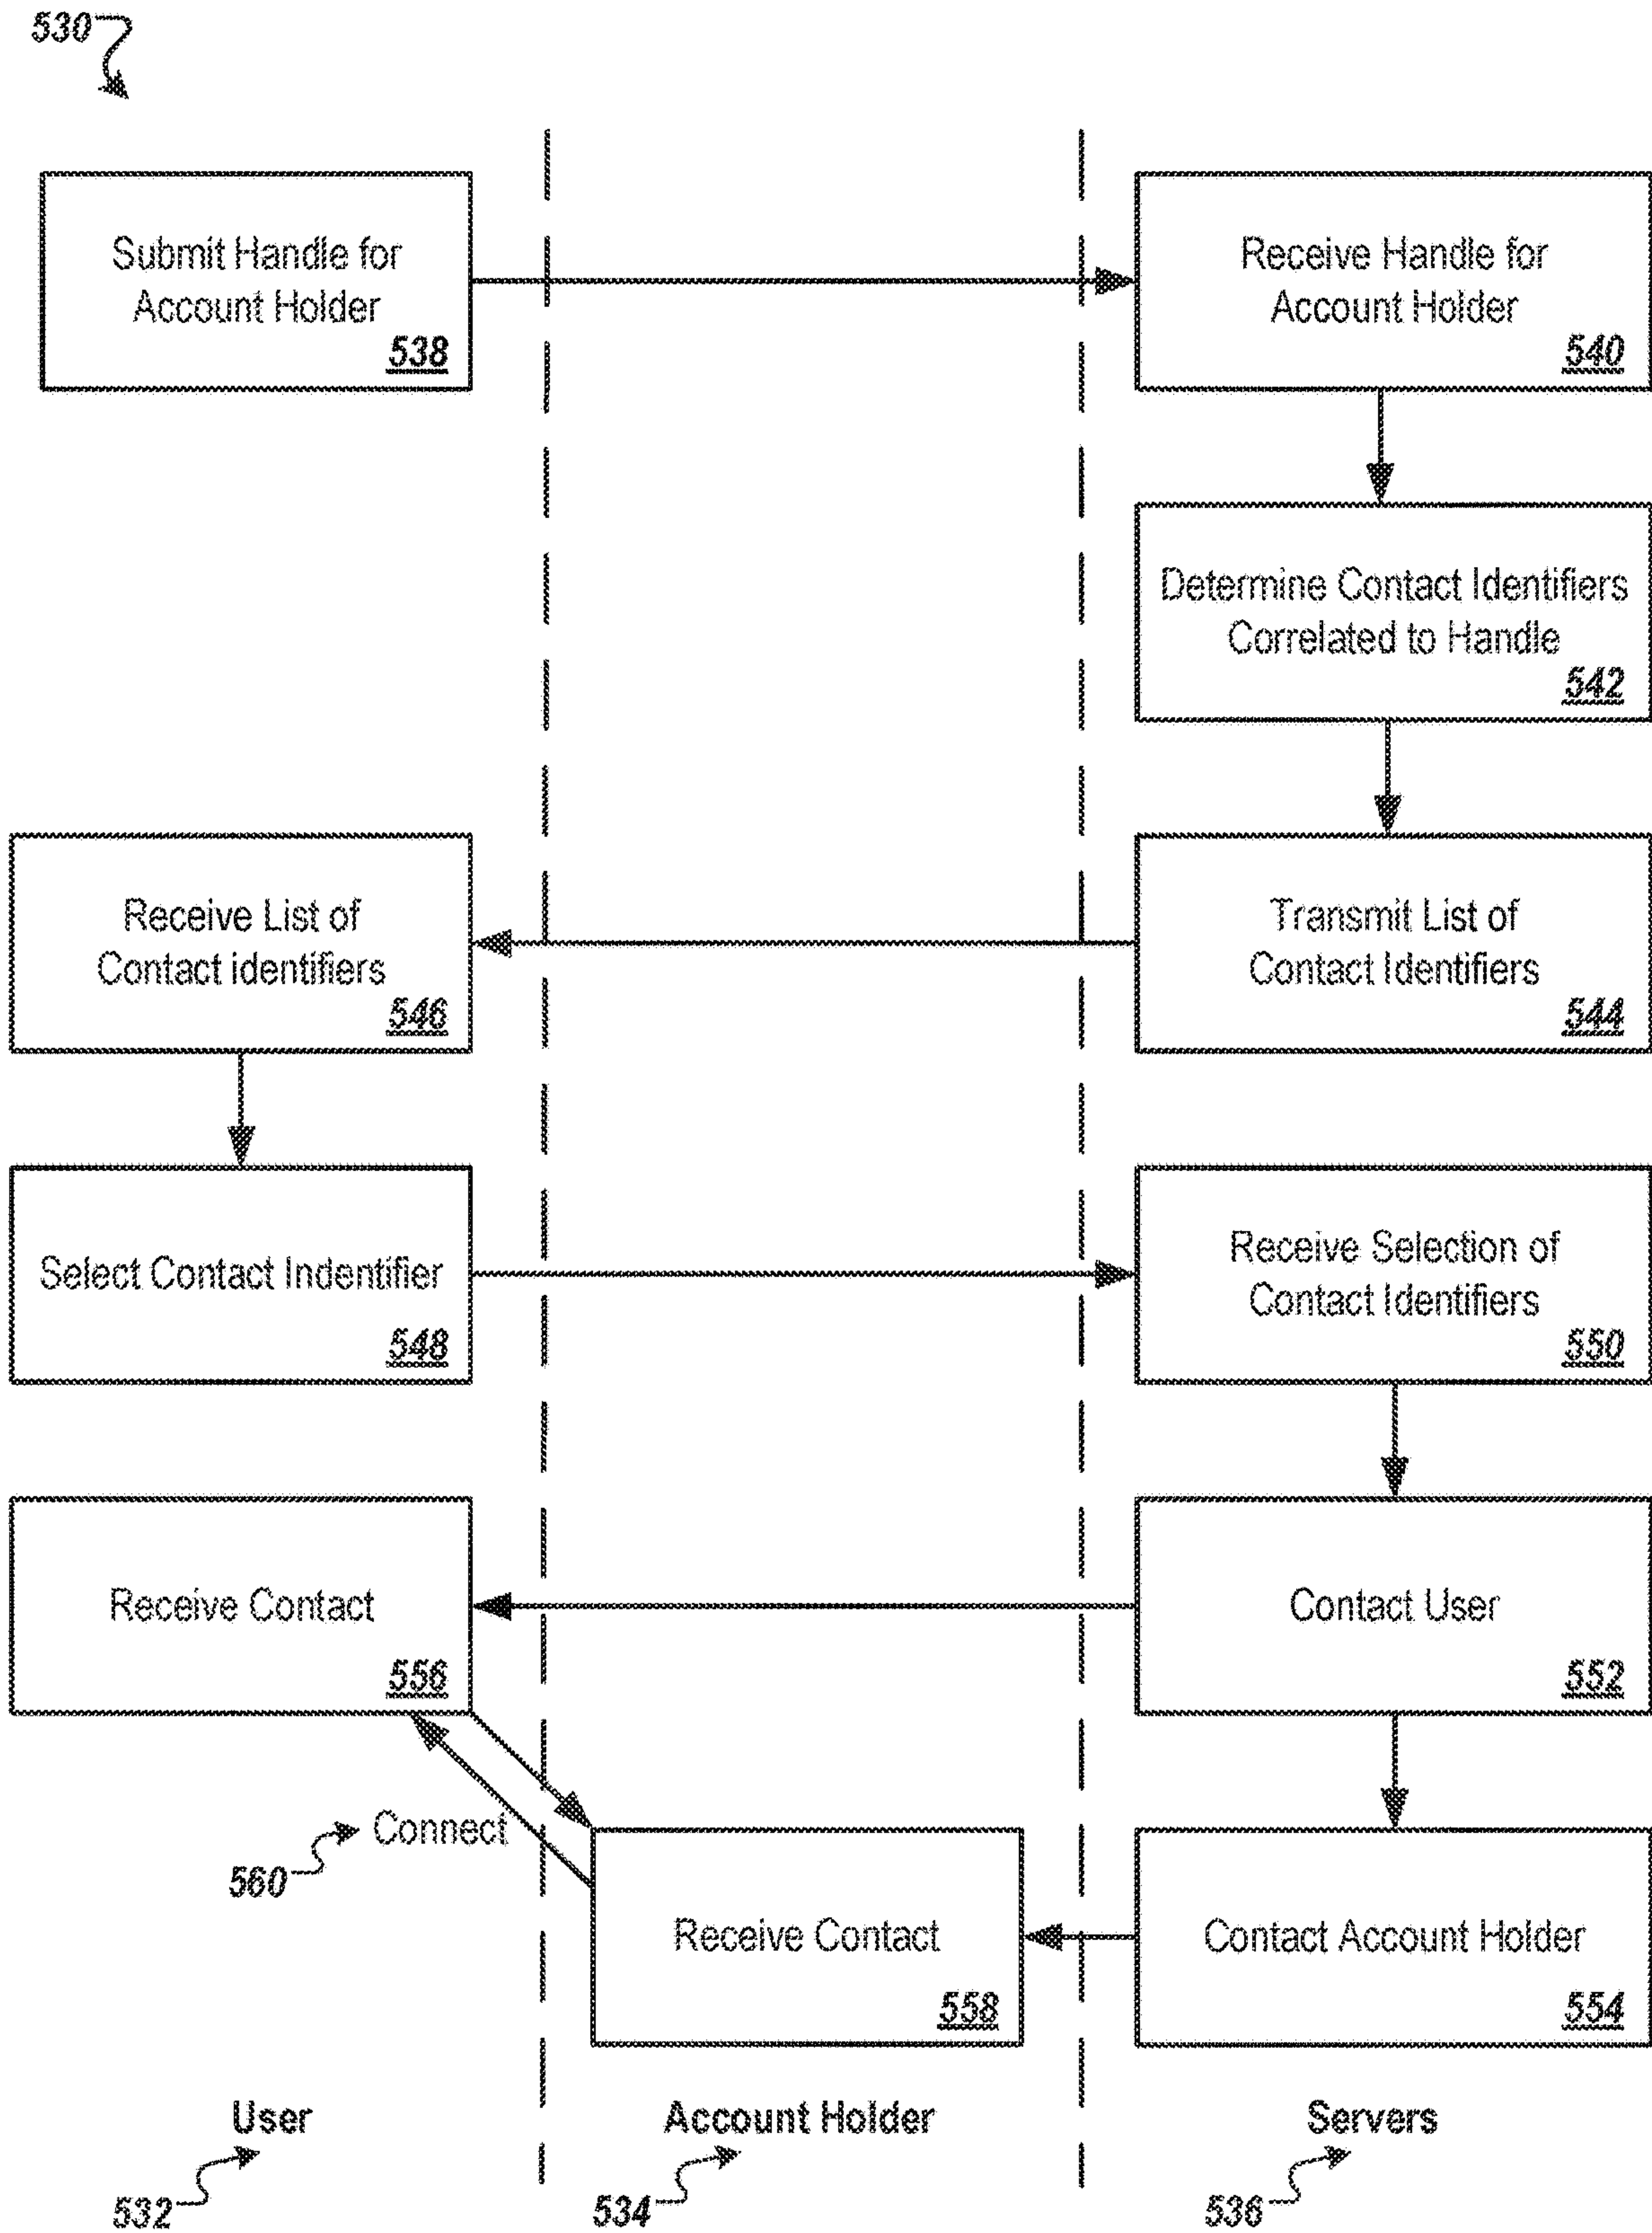 530
Submit Handle for
Account Holder
538
Receive Handle for
Account Holder
540
Determine Contact Identifiers
Correlated to Handle
542
Receive List of
Contact identifiers
546
Transmit List of
Contact Identifiers
544
Select Contact Indentifier
548
Receive Selection of
Contact Identifiers
550
Receive Contact
556
Contact User
552
Connect
560
Receive Contact
558
Contact Account Holder
554
User
532
Account Holder
534
Servers
536